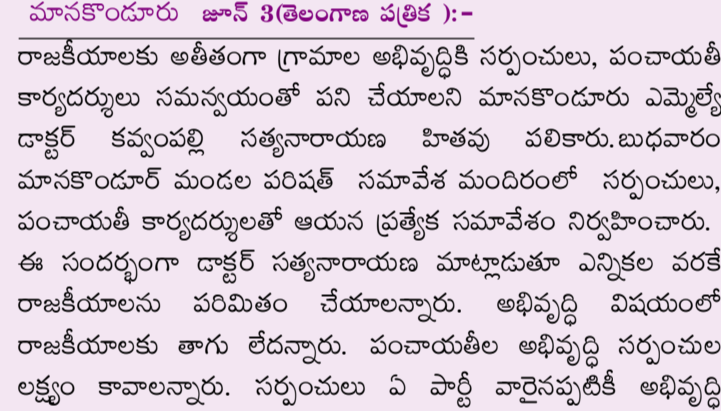 మానకొండూరు జూన్ 3(తెలంగాణ పత్రిక ):-
రాజకీయాలకు అతీతంగా గ్రామాల అభివృద్ధికి సర్పంచులు, పంచాయతీ
కార్యదర్శులు సమన్వయంతో పని చేయాలని మానకొండూరు ఎమ్మెల్యే
డాక్టర్ కవ్వంపల్లి సత్యనారాయణ హితవు పలికారు.బుధవారం
మానకొండూర్ మండల పరిషత్ సమావేశ మందిరంలో సర్పంచులు,
పంచాయతీ కార్యదర్శులతో ఆయన ప్రత్యేక సమావేశం నిర్వహించారు.
ఈ సందర్భంగా డాక్టర్ సత్యనారాయణ మాట్లాడుతూ ఎన్నికల వరకే
రాజకీయాలను పరిమితం చేయాలన్నారు. అభివృద్ధి విషయంలో
రాజకీయాలకు తాగు లేదన్నారు. పంచాయతీల అభివృద్ధి సర్పంచుల
లక్ష్యం కావాలన్నారు. సర్పంచులు ఏ పార్టీ వారైనప్పటికీ అభివృద్ధి